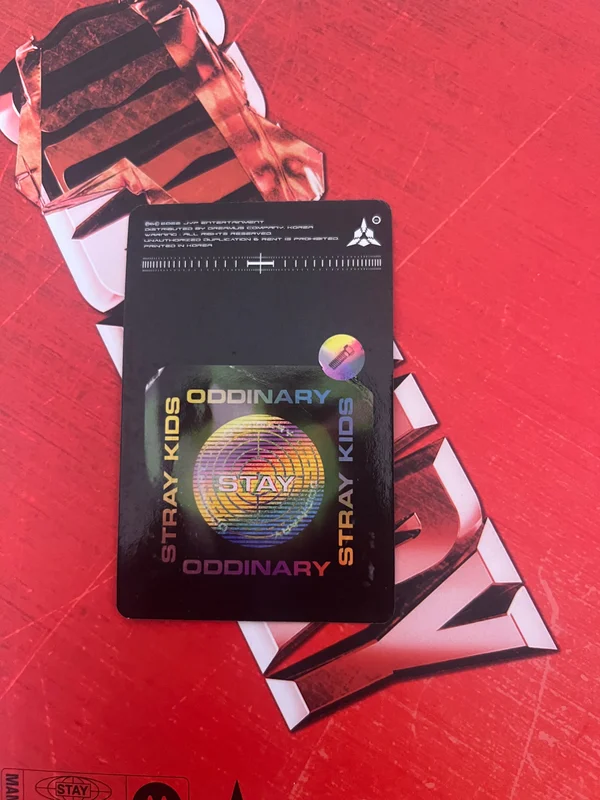 ℗&© 2022 JYP ENTERTAINMENT
DISTRIBUTED BY DREAMUS COMPANY, KOREA
WARNING : ALL RIGHTS RESERVED.
UNAUTHORIZED DUPLICATION & RENT IS PROHIBITED
PRINTED IN KOREA
ODDINARY
STRAY KIDS
STAY
STRAY KIDS
ODDINARY
STAY
MAN